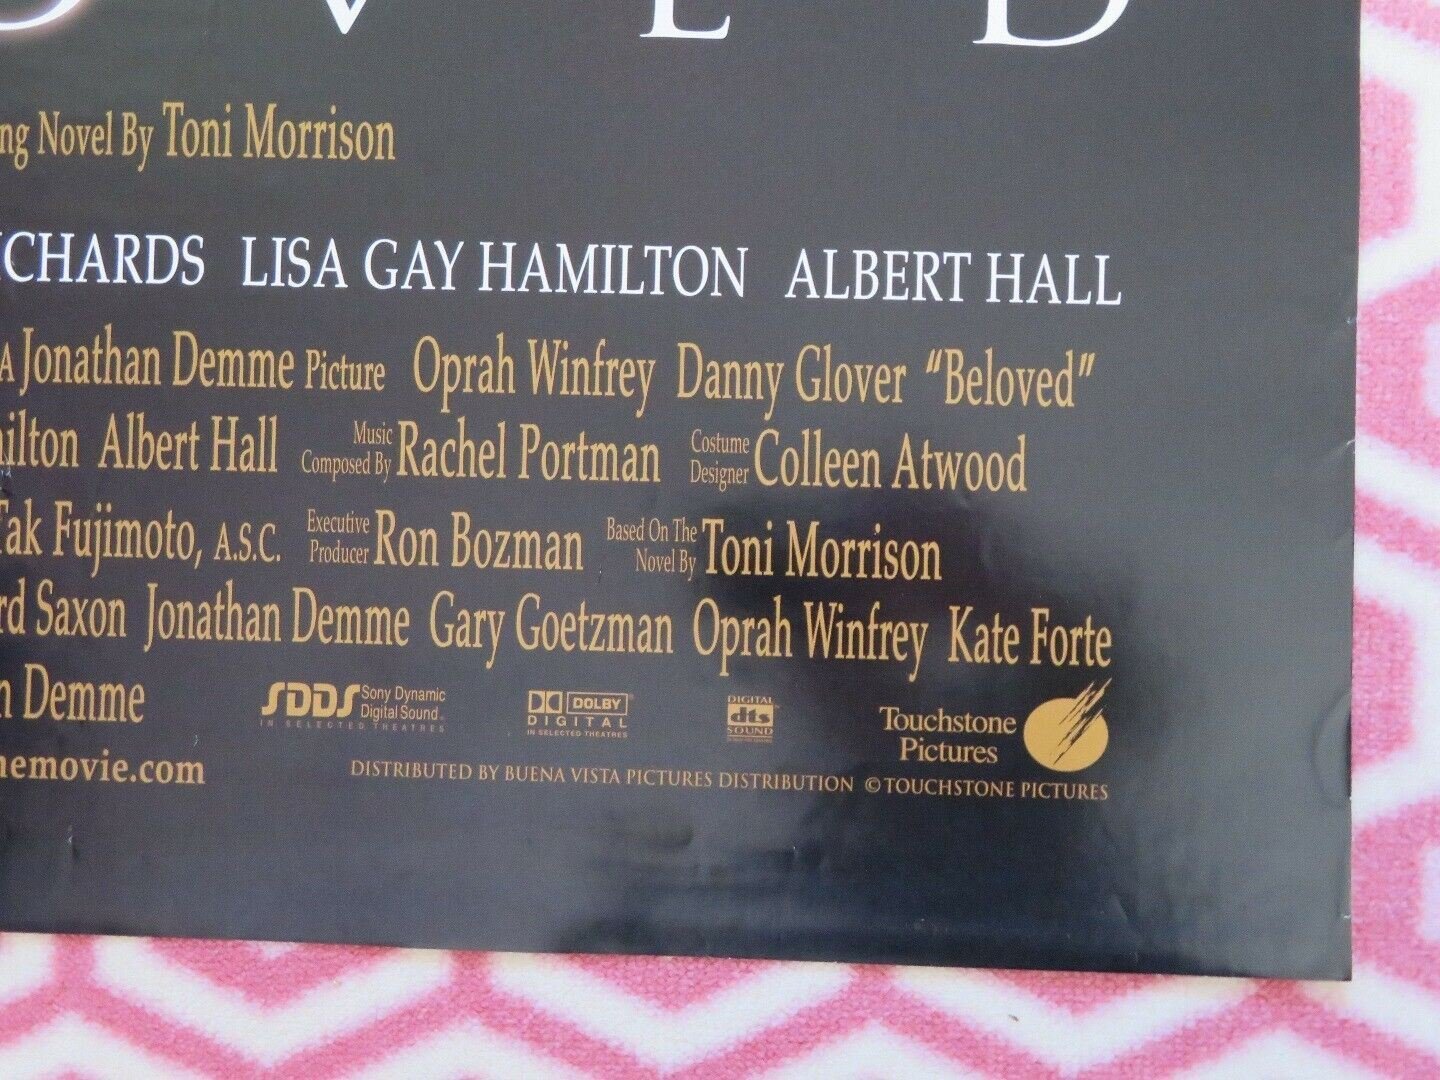 O V E D
ng Novel By Toni Morrison
ICHARDS LISA GAY HAMILTON ALBERT HALL
A Jonathan Demme Picture Oprah Winfrey Danny Glover “Beloved”
ilton Albert Hall Music Composed By Rachel Portman Costume Designer Colleen Atwood
Tak Fujimoto, A.S.C. Executive Producer Ron Bozman Based On The Novel By Toni Morrison
rd Saxon Jonathan Demme Gary Goetzman Oprah Winfrey Kate Forte
n Demme
SDDS Sony Dynamic Digital Sound
IN SELECTED THEATRES
DOLBY
DIGITAL
IN SELECTED THEATRES
DIGITAL
dts
SOUND
Touchstone
Pictures
hemovie.com
DISTRIBUTED BY BUENA VISTA PICTURES DISTRIBUTION © TOUCHSTONE PICTURES